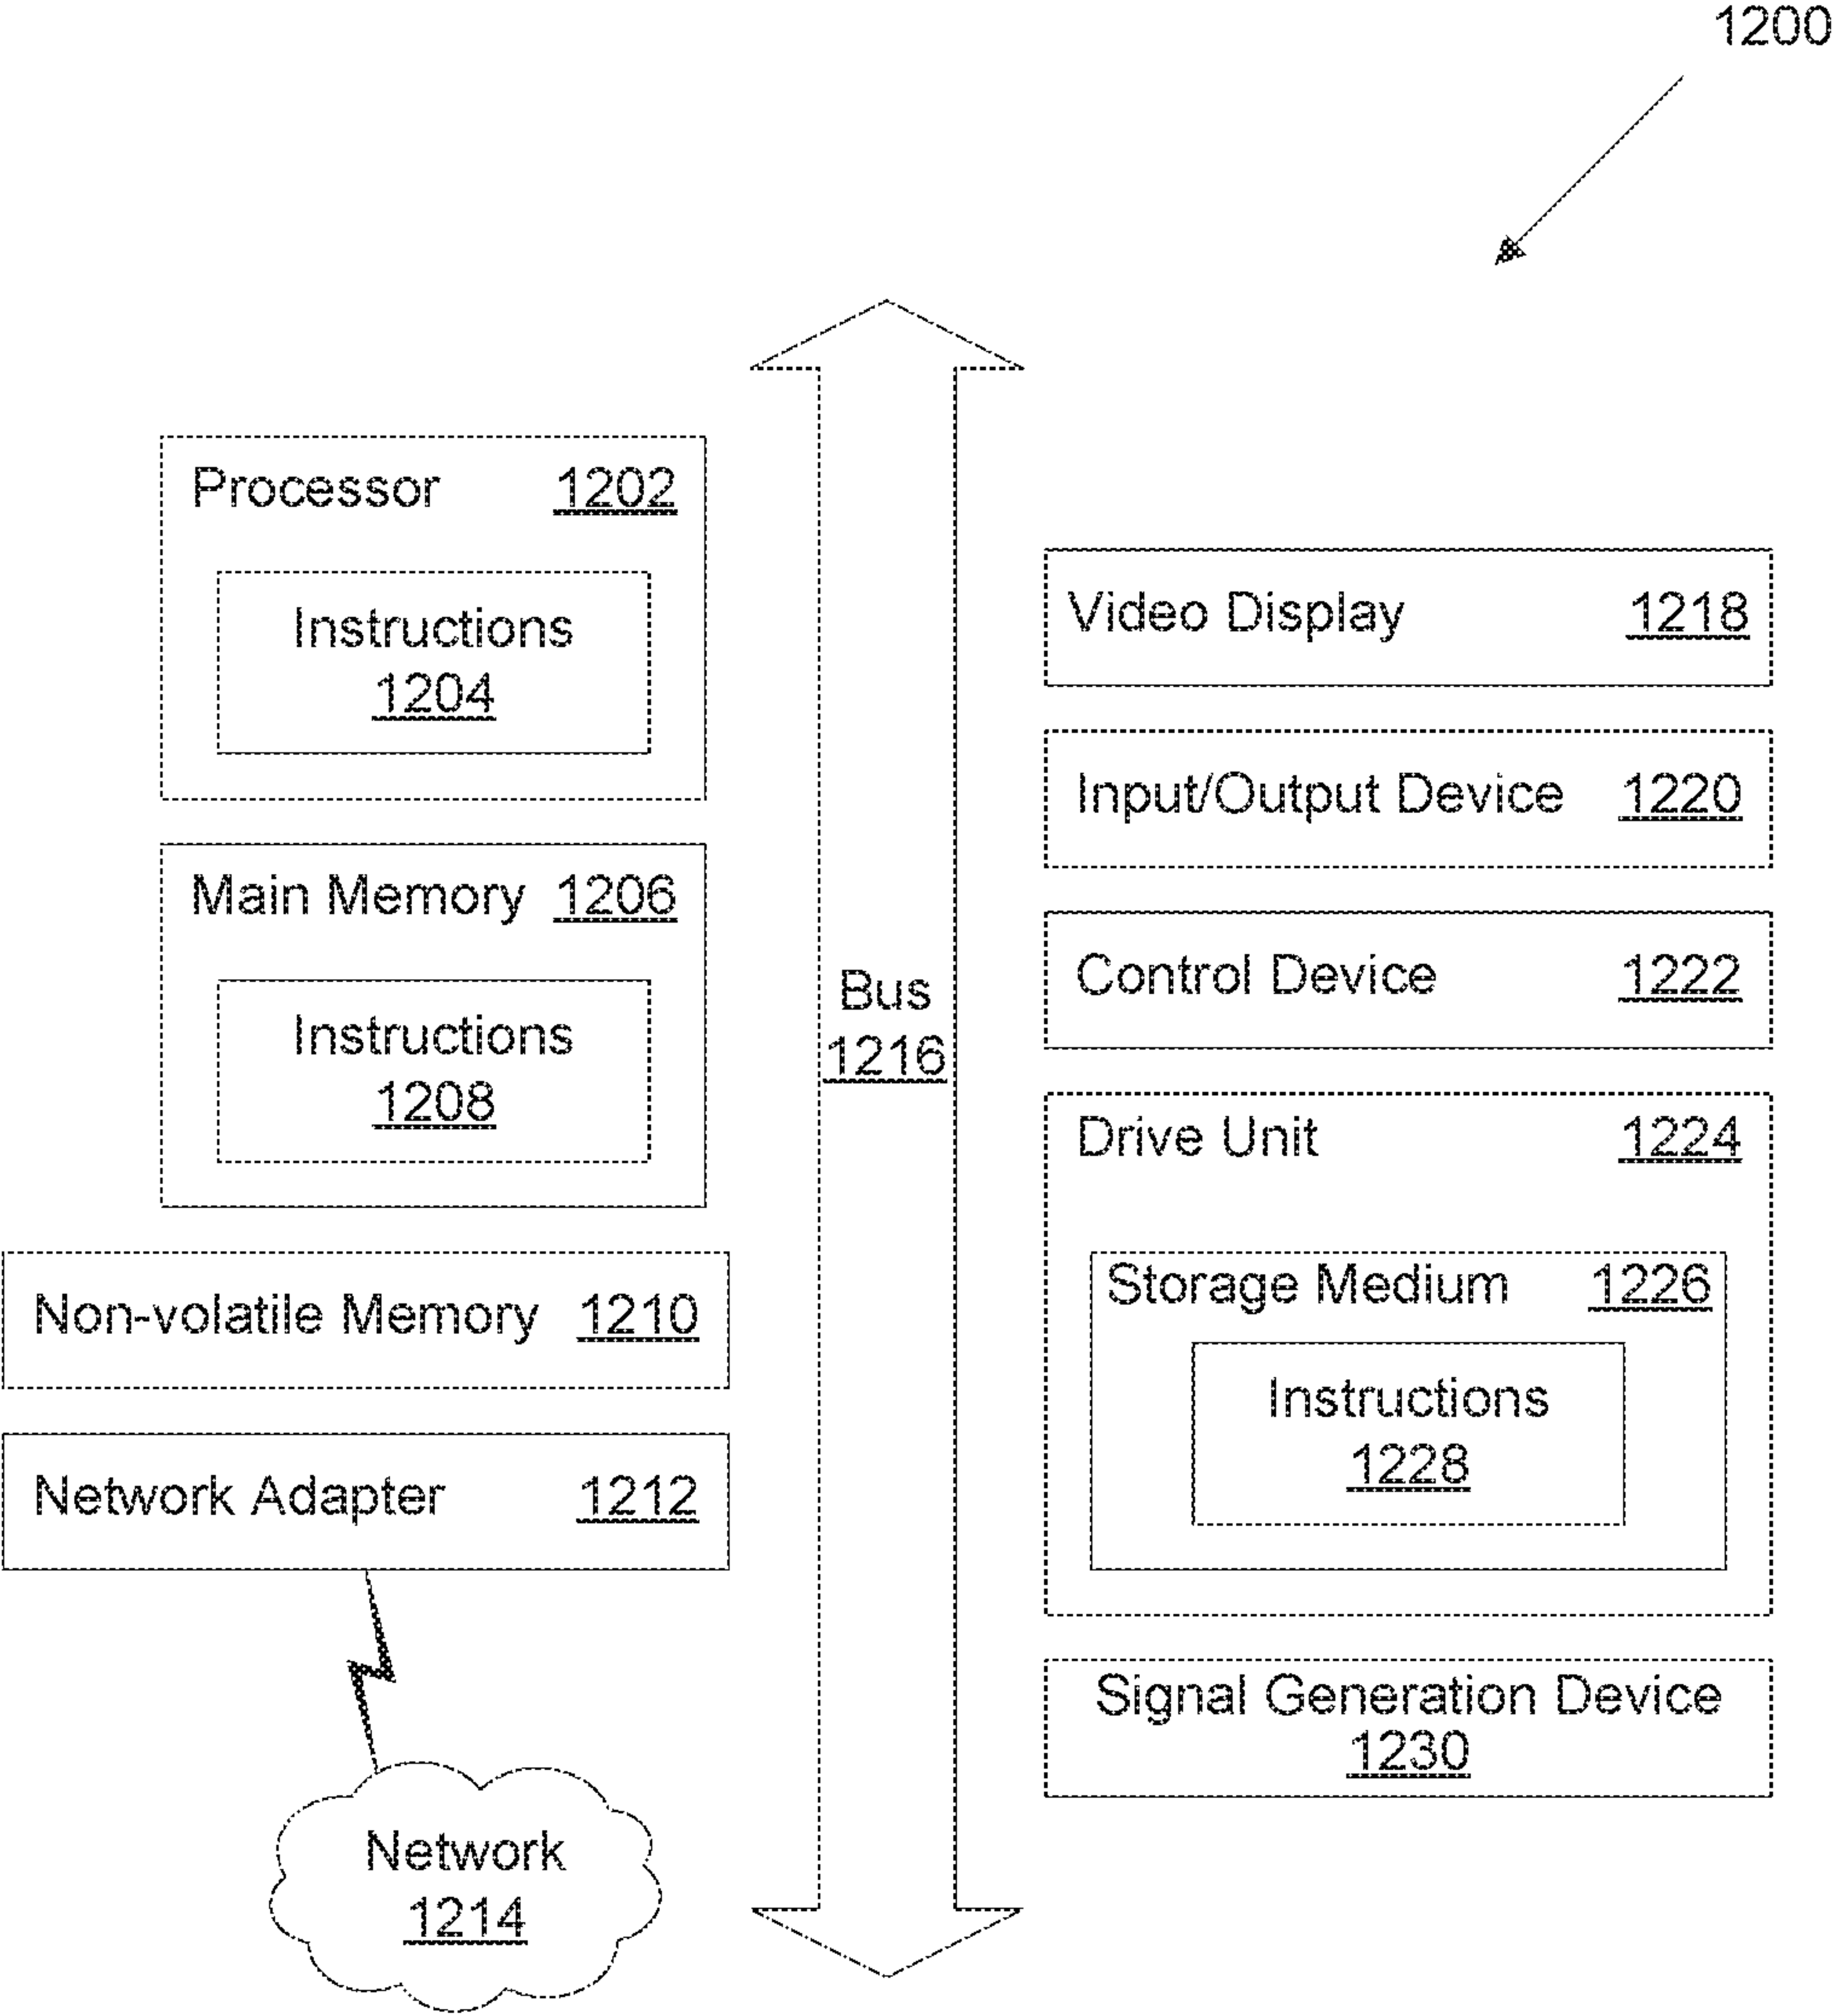 1200
Processor 1202
Instructions
1204
Main Memory 1206
Instructions
1208
Non-volatile Memory 1210
Network Adapter 1212
Network
1214
Bus
1216
Video Display 1218
Input/Output Device 1220
Control Device 1222
Drive Unit 1224
Storage Medium 1226
Instructions
1228
Signal Generation Device
1230